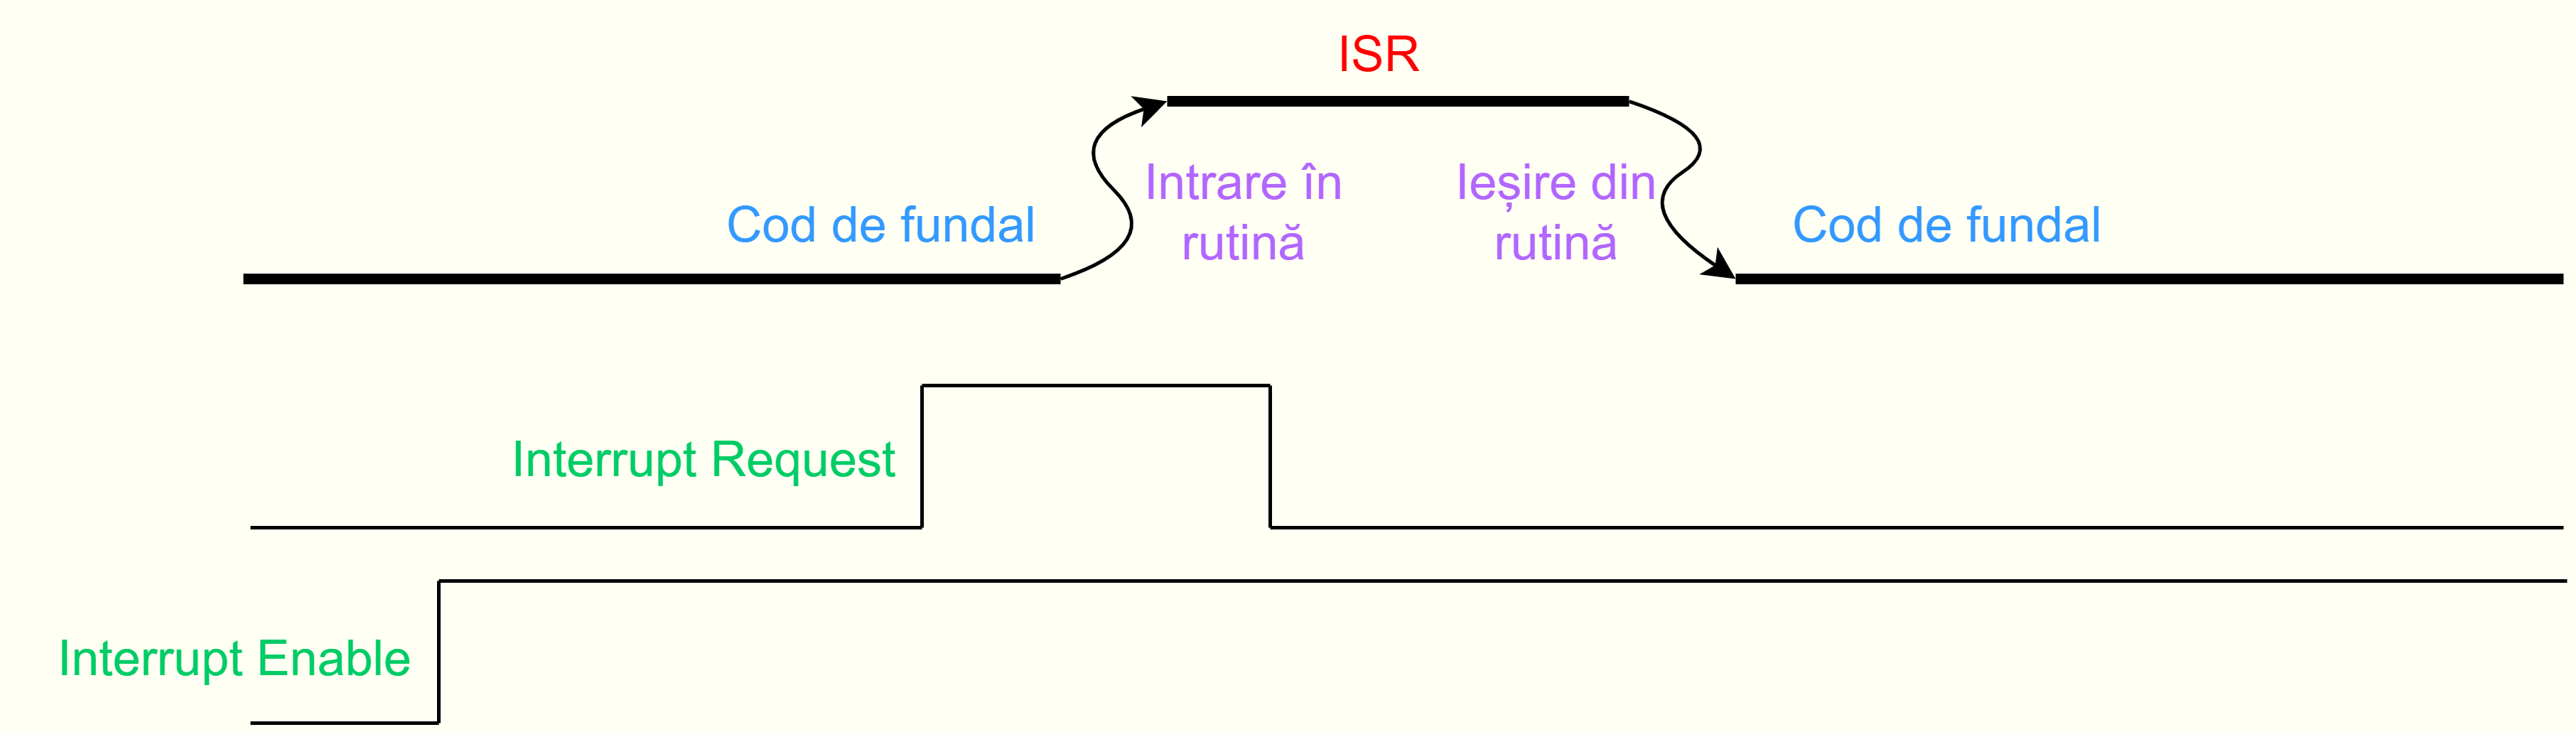 ISR
Intrare în
rutină
Ieșire din
rutină
Cod de fundal
Cod de fundal
Interrupt Request
Interrupt Enable